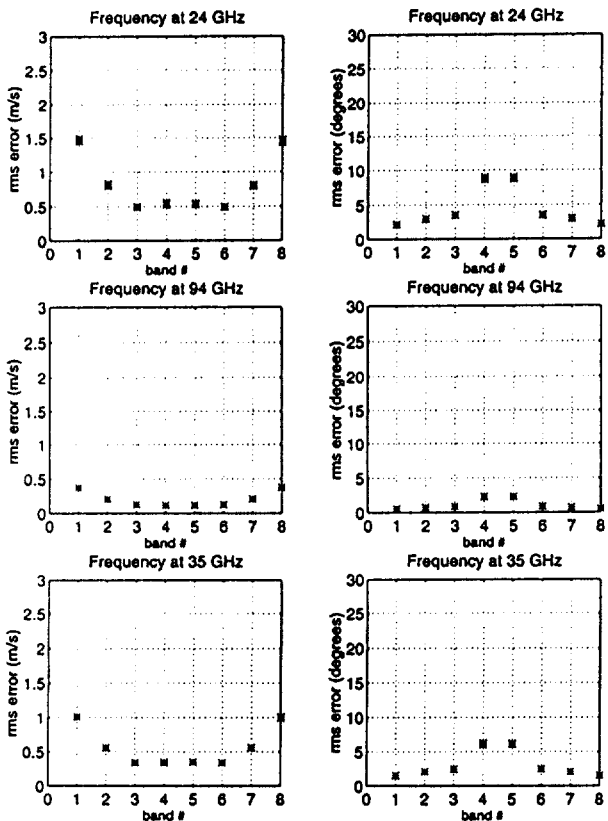 Frequency at 24 GHz
rms error (m/s)
3
2.5
2
1.5
1
0.5
0
0 1 2 3 4 5 6 7 8
band #
Frequency at 24 GHz
rms error (degrees)
30
25
20
15
10
5
0
0 1 2 3 4 5 6 7 8
band #
Frequency at 94 GHz
rms error (m/s)
3
2.5
2
1.5
1
0.5
0
0 1 2 3 4 5 6 7 8
band #
Frequency at 94 GHz
rms error (degrees)
30
25
20
15
10
5
0
0 1 2 3 4 5 6 7 8
band #
Frequency at 35 GHz
rms error (m/s)
3
2.5
2
1.5
1
0.5
0
0 1 2 3 4 5 6 7 8
band #
Frequency at 35 GHz
rms error (degrees)
30
25
20
15
10
5
0
0 1 2 3 4 5 6 7 8
band #